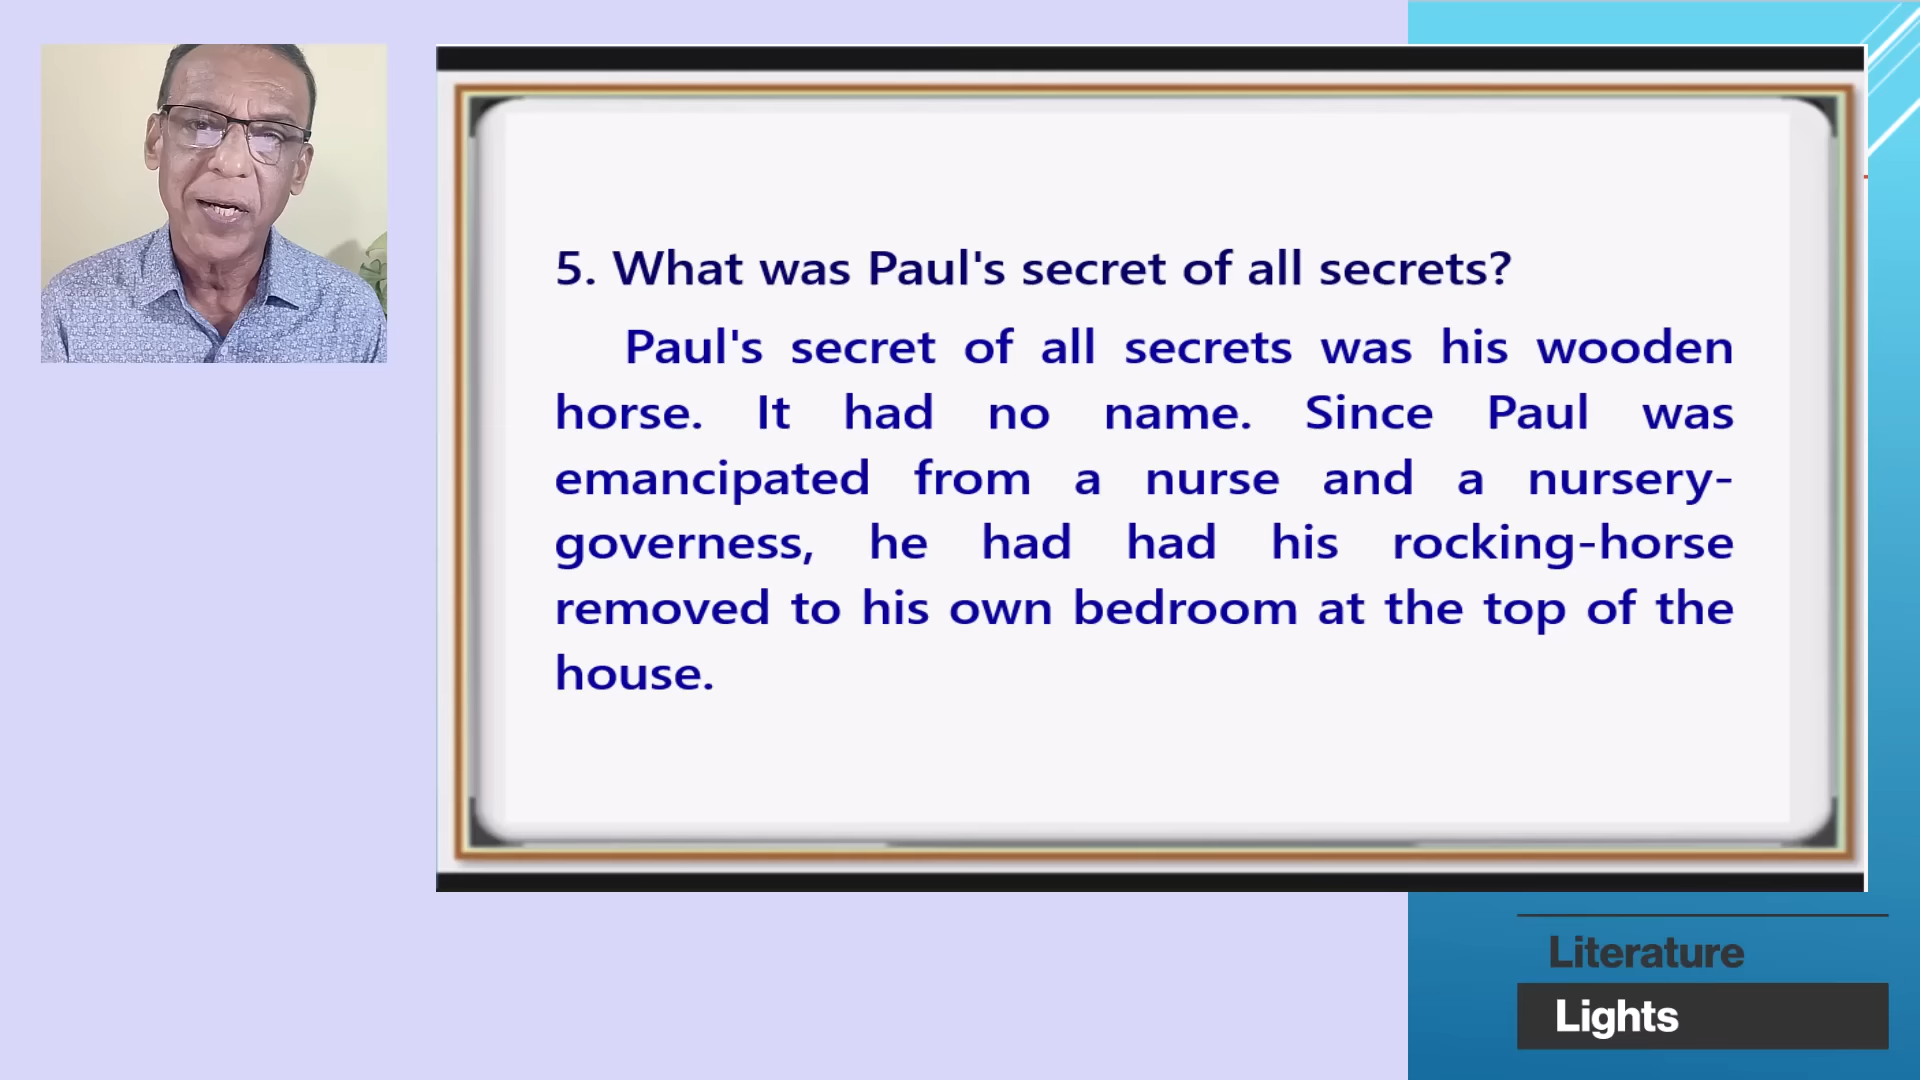 5. What was Paul's secret of all secrets?
Paul's secret of all secrets was his wooden
horse. It had no name. Since Paul was
emancipated from a nurse and a nursery-
governess, he had had his rocking-horse
removed to his own bedroom at the top of the
house.
Literature
Lights